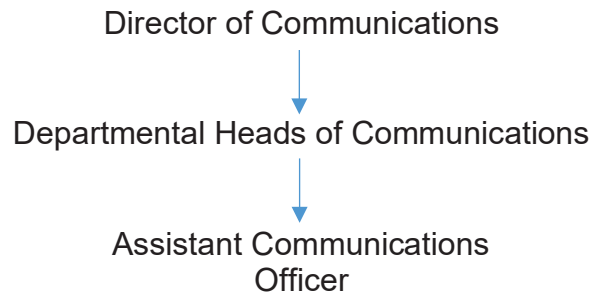 Director of Communications
Departmental Heads of Communications
Assistant Communications
Officer